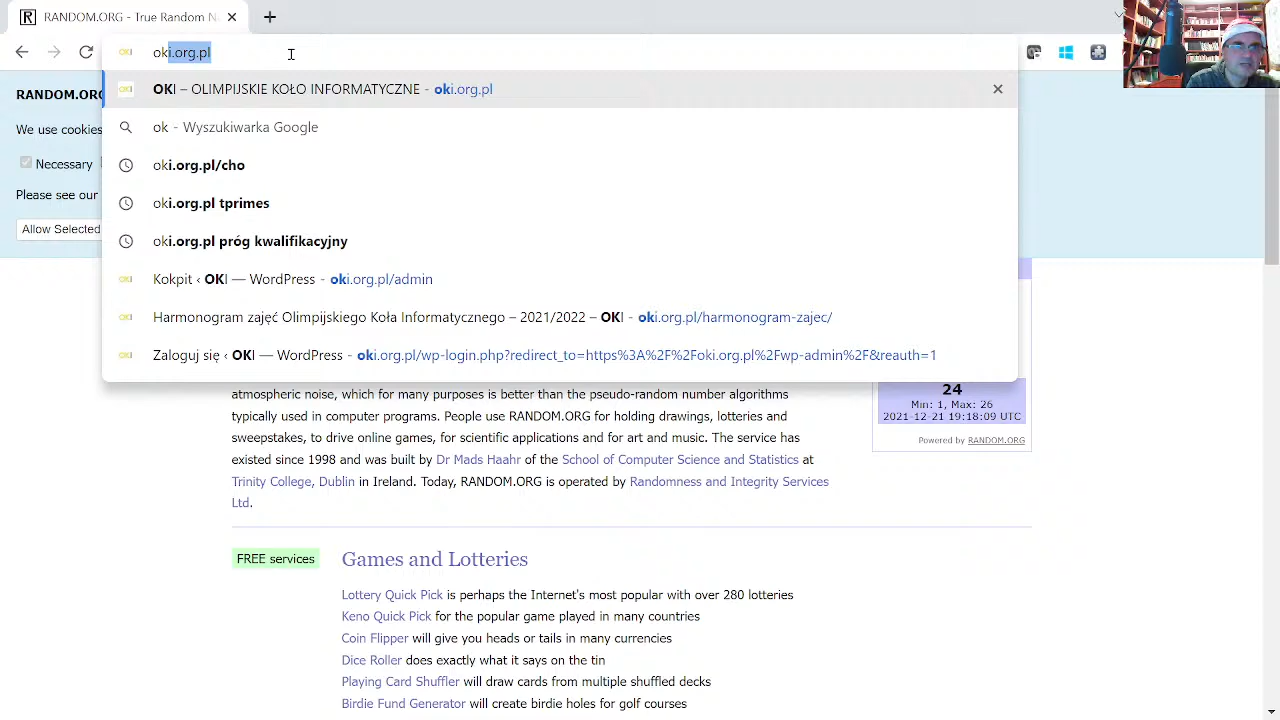 RANDOM.ORG - True Random N
oki.org.pl
OKI – OLIMPIJSKIE KOŁO INFORMATYCZNE - oki.org.pl
ok - Wyszukiwarka Google
oki.org.pl/cho
oki.org.pl tprimes
oki.org.pl próg kwalifikacyjny
Kokpit ‹ OKI — WordPress - oki.org.pl/admin
Harmonogram zajęć Olimpijskiego Koła Informatycznego – 2021/2022 – OKI - oki.org.pl/harmonogram-zajec/
Zaloguj się ‹ OKI — WordPress - oki.org.pl/wp-login.php?redirect_to=https%3A%2F%2Foki.org.pl%2Fwp-admin%2F&reauth=1
RANDOM.ORG
We use cookies
Necessary
Please see our
Allow Selected
atmospheric noise, which for many purposes is better than the pseudo-random number algorithms
typically used in computer programs. People use RANDOM.ORG for holding drawings, lotteries and
sweepstakes, to drive online games, for scientific applications and for art and music. The service has
existed since 1998 and was built by Dr Mads Haahr of the School of Computer Science and Statistics at
Trinity College, Dublin in Ireland. Today, RANDOM.ORG is operated by Randomness and Integrity Services
Ltd.
24
Min: 1, Max: 26
2021-12-21 19:18:09 UTC
Powered by RANDOM.ORG
FREE services
Games and Lotteries
Lottery Quick Pick is perhaps the Internet's most popular with over 280 lotteries
Keno Quick Pick for the popular game played in many countries
Coin Flipper will give you heads or tails in many currencies
Dice Roller does exactly what it says on the tin
Playing Card Shuffler will draw cards from multiple shuffled decks
Birdie Fund Generator will create birdie holes for golf courses